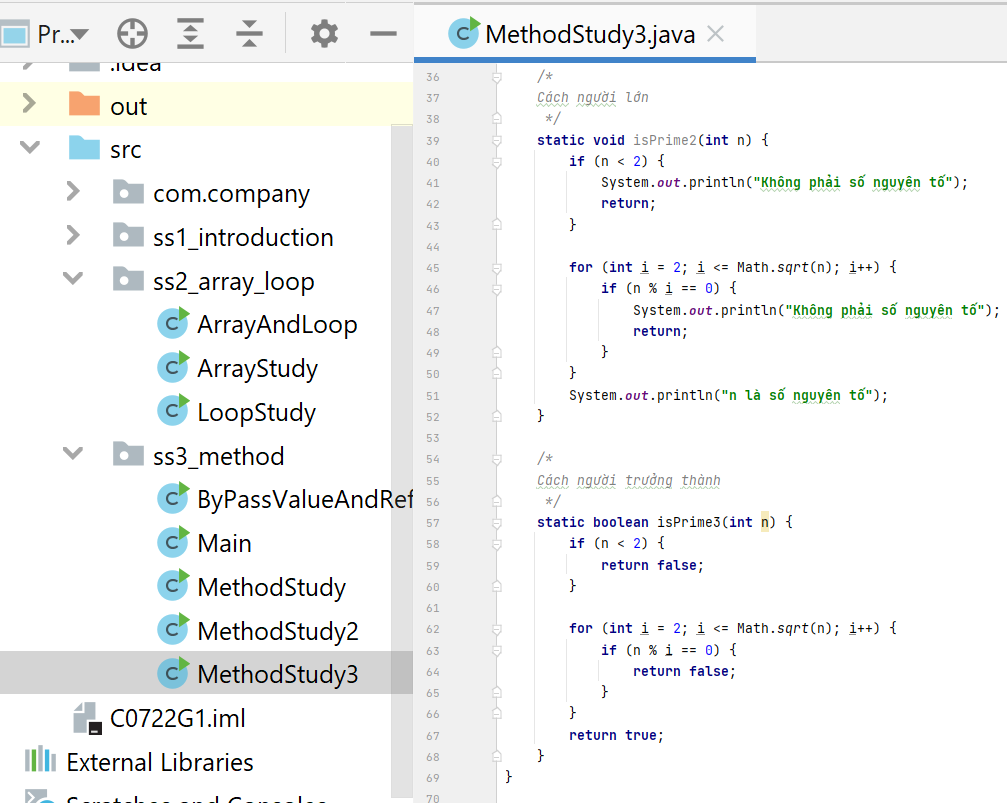 Pr...
MethodStudy3.java
.idea
out
src
com.company
ss1_introduction
ss2_array_loop
ArrayAndLoop
ArrayStudy
LoopStudy
ss3_method
ByPassValueAndRef
Main
MethodStudy
MethodStudy2
MethodStudy3
C0722G1.iml
External Libraries
Scratches and Consoles
36 /*
37 Cách người lớn
38 */
39 static void isPrime2(int n) {
40 if (n < 2) {
41 System.out.println("Không phải số nguyên tố");
42 return;
43 }
44
45 for (int i = 2; i <= Math.sqrt(n); i++) {
46 if (n % i == 0) {
47 System.out.println("Không phải số nguyên tố");
48 return;
49 }
50 }
51 System.out.println("n là số nguyên tố");
52 }
53
54 /*
55 Cách người trưởng thành
56 */
57 static boolean isPrime3(int n) {
58 if (n < 2) {
59 return false;
60 }
61
62 for (int i = 2; i <= Math.sqrt(n); i++) {
63 if (n % i == 0) {
64 return false;
65 }
66 }
67 return true;
68 }
69 }
70